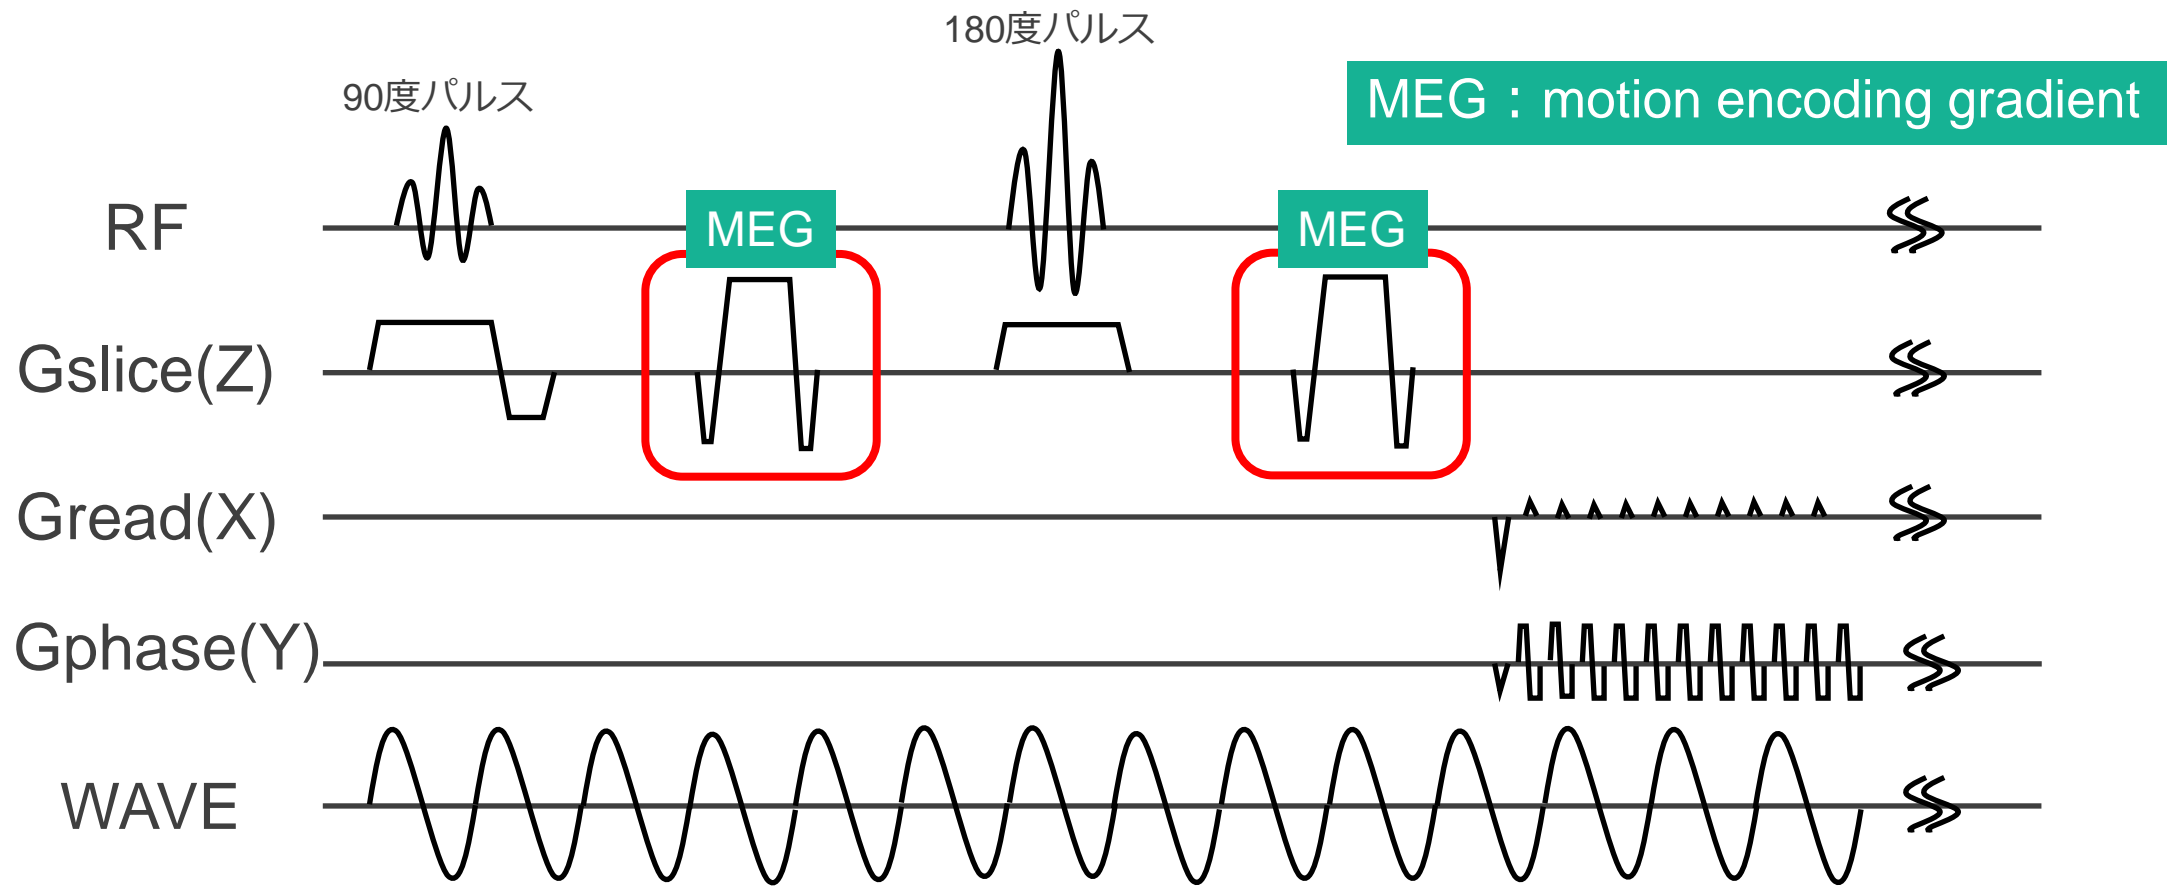 180度パルス
90度パルス
MEG：motion encoding gradient
RF
MEG
MEG
Gslice(Z)
Gread(X)
Gphase(Y)
WAVE